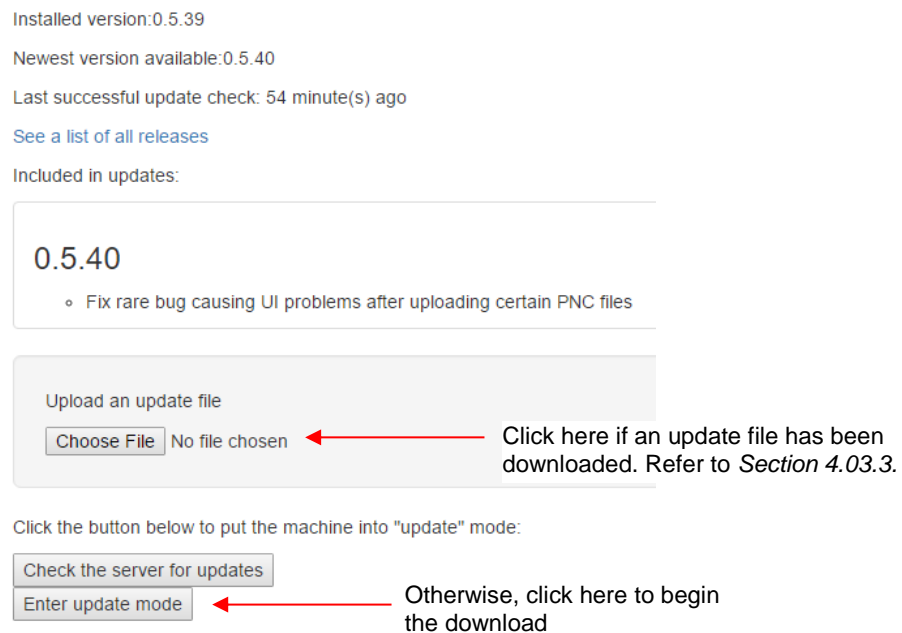 Installed version:0.5.39
Newest version available:0.5.40
Last successful update check: 54 minute(s) ago
See a list of all releases
Included in updates:
0.5.40
Fix rare bug causing UI problems after uploading certain PNC files
Upload an update file
Choose File No file chosen
Click here if an update file has been
downloaded. Refer to Section 4.03.3.
Click the button below to put the machine into "update" mode:
Check the server for updates
Enter update mode
Otherwise, click here to begin
the download